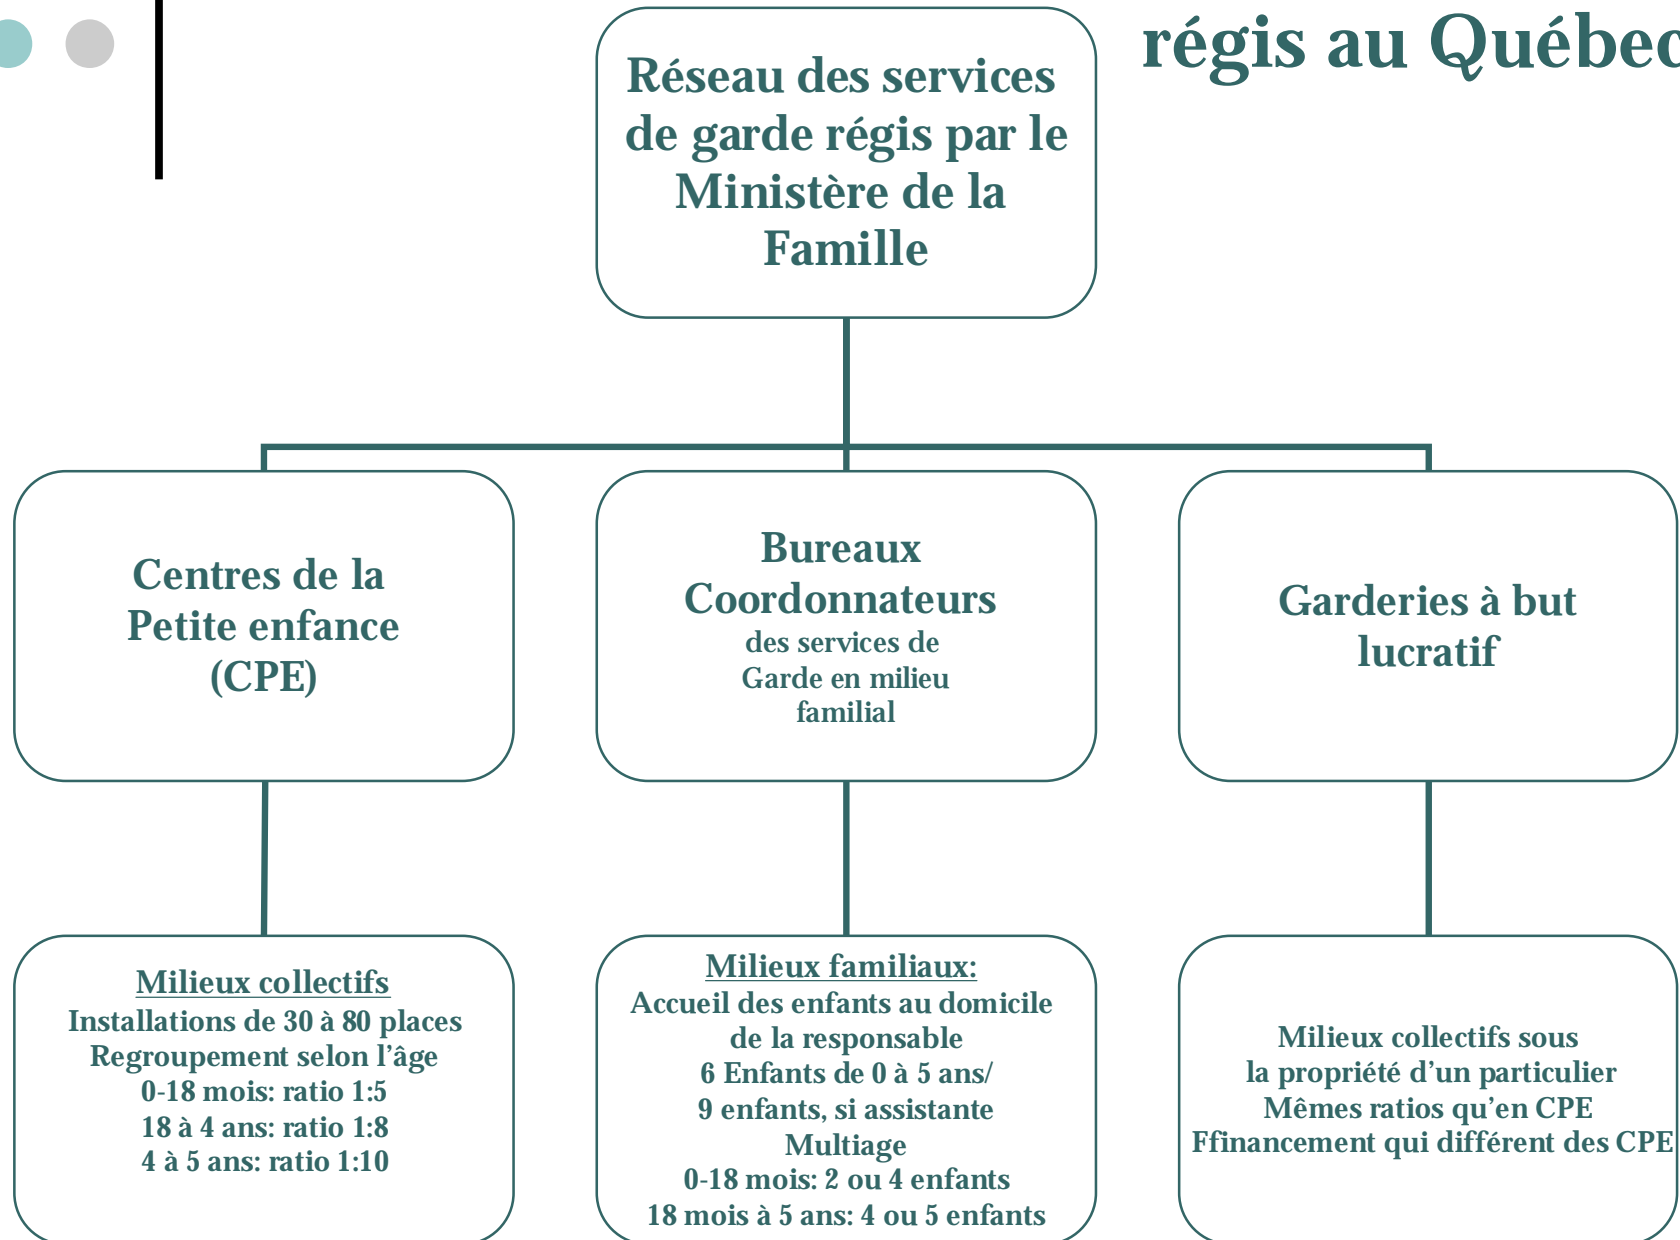 régis au Québec
Réseau des services
de garde régis par le
Ministère de la
Famille
Centres de la
Petite enfance
(CPE)
Bureaux
Coordonnateurs
des services de
Garde en milieu
familial
Garderies à but
lucratif
Milieux collectifs
Installations de 30 à 80 places
Regroupement selon l’âge
0-18 mois: ratio 1:5
18 à 4 ans: ratio 1:8
4 à 5 ans: ratio 1:10
Milieux familiaux:
Accueil des enfants au domicile
de la responsable
6 Enfants de 0 à 5 ans/
9 enfants, si assistante
Multiage
0-18 mois: 2 ou 4 enfants
18 mois à 5 ans: 4 ou 5 enfants
Milieux collectifs sous
la propriété d’un particulier
Mêmes ratios qu’en CPE
Ffinancement qui différent des CPE